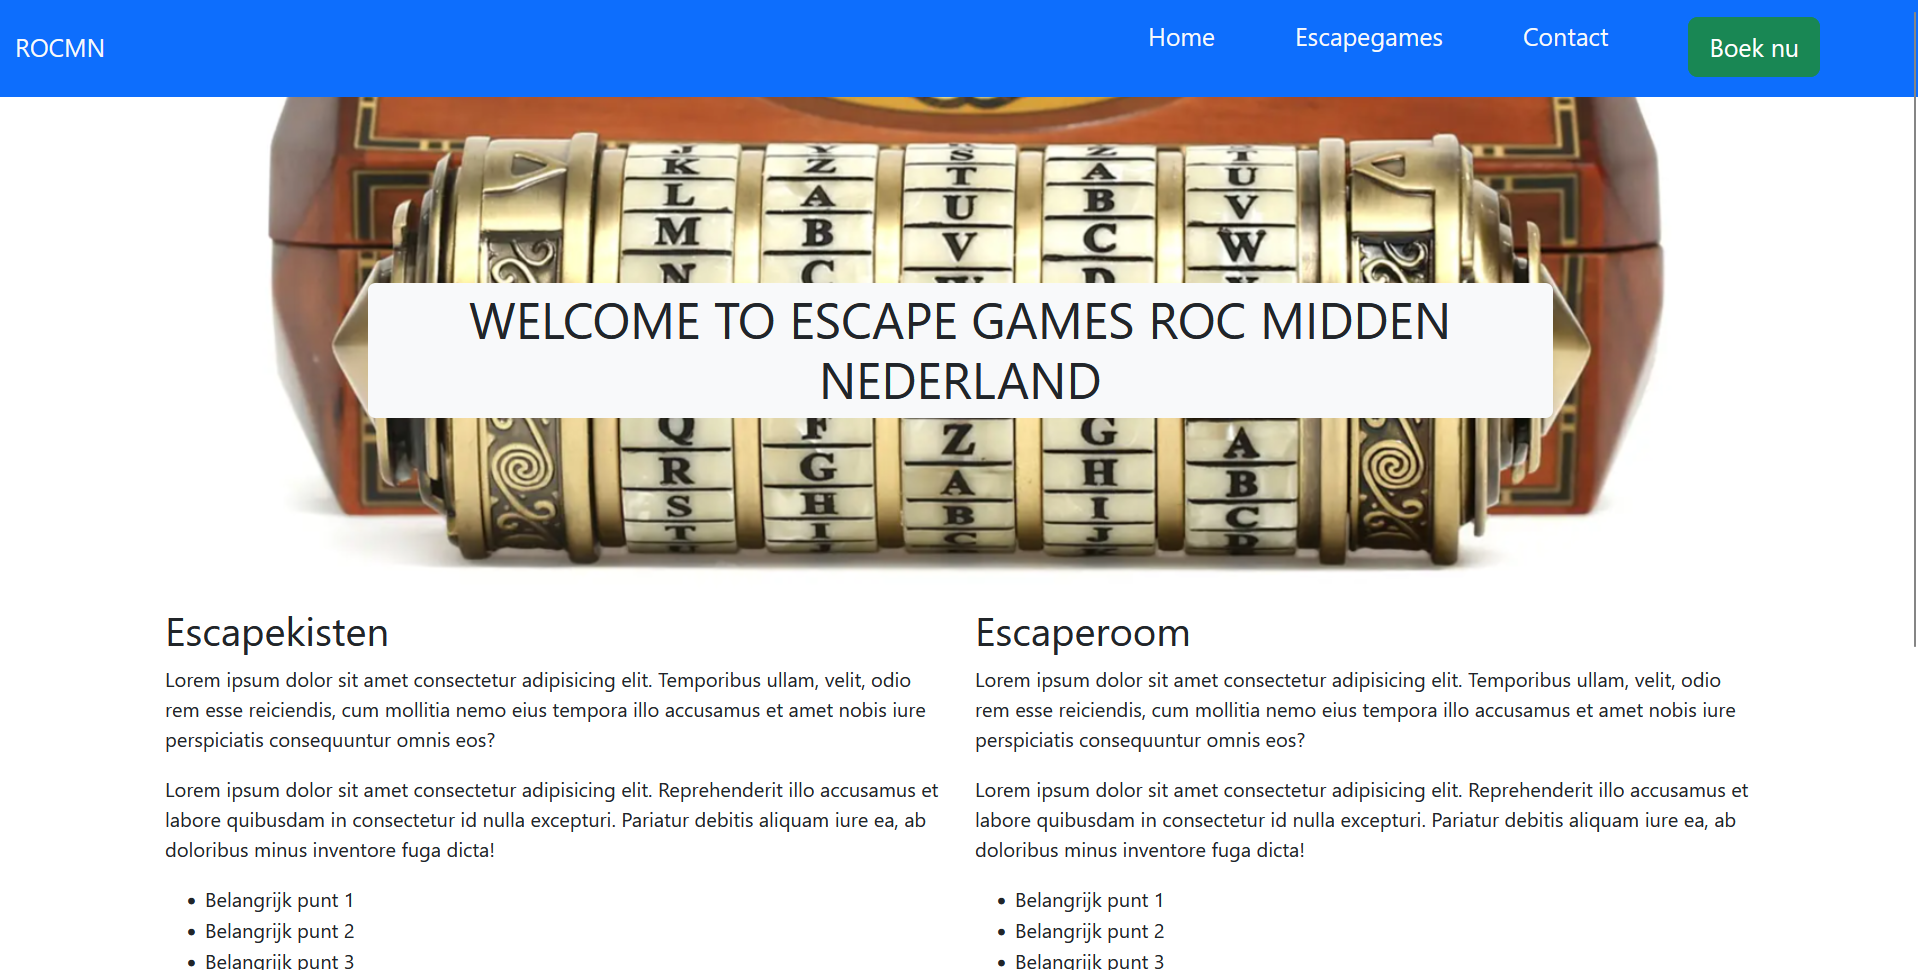 ROCMN
Home Escapegames Contact Boek nu
J Y S Z T
K Z T A U
L A U B V
M B V C W
N C W D X
WELCOME TO ESCAPE GAMES ROC MIDDEN
NEDERLAND
Q F Z G A
R G A H B
S H B I C
T I C J D
U J K
Escapekisten
Lorem ipsum dolor sit amet consectetur adipisicing elit. Temporibus ullam, velit, odio
rem esse reiciendis, cum mollitia nemo eius tempora illo accusamus et amet nobis iure
perspiciatis consequuntur omnis eos?
Lorem ipsum dolor sit amet consectetur adipisicing elit. Reprehenderit illo accusamus et
labore quibusdam in consectetur id nulla excepturi. Pariatur debitis aliquam iure ea, ab
doloribus minus inventore fuga dicta!
Belangrijk punt 1
Belangrijk punt 2
Belangrijk punt 3
Escaperoom
Lorem ipsum dolor sit amet consectetur adipisicing elit. Temporibus ullam, velit, odio
rem esse reiciendis, cum mollitia nemo eius tempora illo accusamus et amet nobis iure
perspiciatis consequuntur omnis eos?
Lorem ipsum dolor sit amet consectetur adipisicing elit. Reprehenderit illo accusamus et
labore quibusdam in consectetur id nulla excepturi. Pariatur debitis aliquam iure ea, ab
doloribus minus inventore fuga dicta!
Belangrijk punt 1
Belangrijk punt 2
Belangrijk punt 3